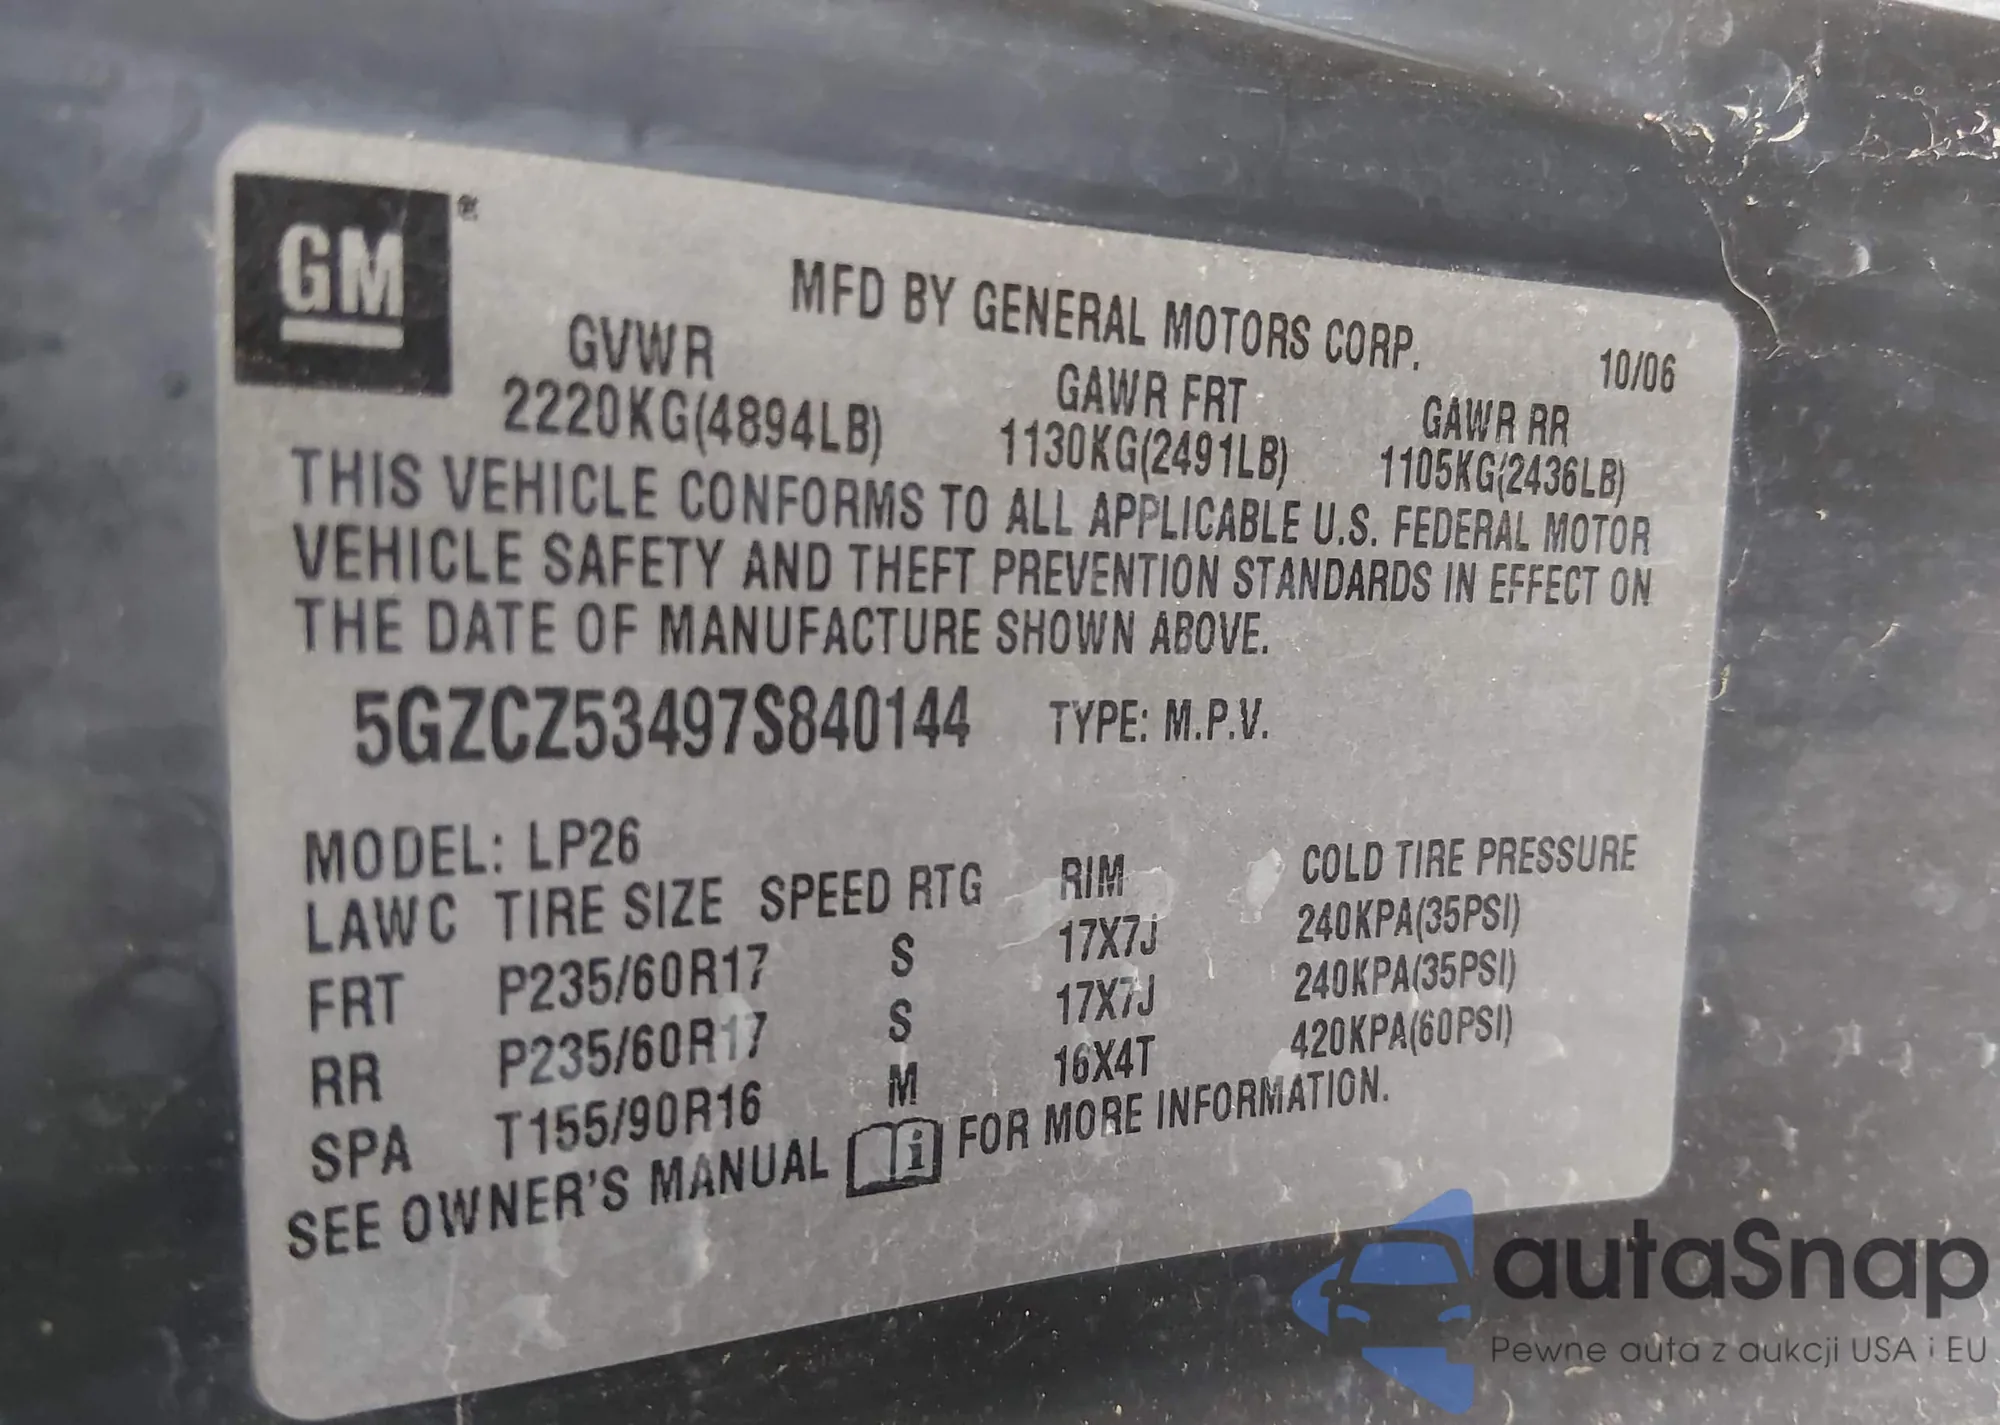 GM ®
MFD BY GENERAL MOTORS CORP.
10/06
GVWR GAWR FRT GAWR RR
2220KG(4894LB) 1130KG(2491LB) 1105KG(2436LB)
THIS VEHICLE CONFORMS TO ALL APPLICABLE U.S. FEDERAL MOTOR
VEHICLE SAFETY AND THEFT PREVENTION STANDARDS IN EFFECT ON
THE DATE OF MANUFACTURE SHOWN ABOVE.
5GZCZ53497S840144 TYPE: M.P.V.
MODEL: LP26
LAWC TIRE SIZE SPEED RTG RIM COLD TIRE PRESSURE
FRT P235/60R17 S 17X7J 240KPA(35PSI)
RR P235/60R17 S 17X7J 240KPA(35PSI)
SPA T155/90R16 M 16X4T 420KPA(60PSI)
SEE OWNER'S MANUAL i FOR MORE INFORMATION.
autaSnap
Pewne auta z aukcji USA i EU